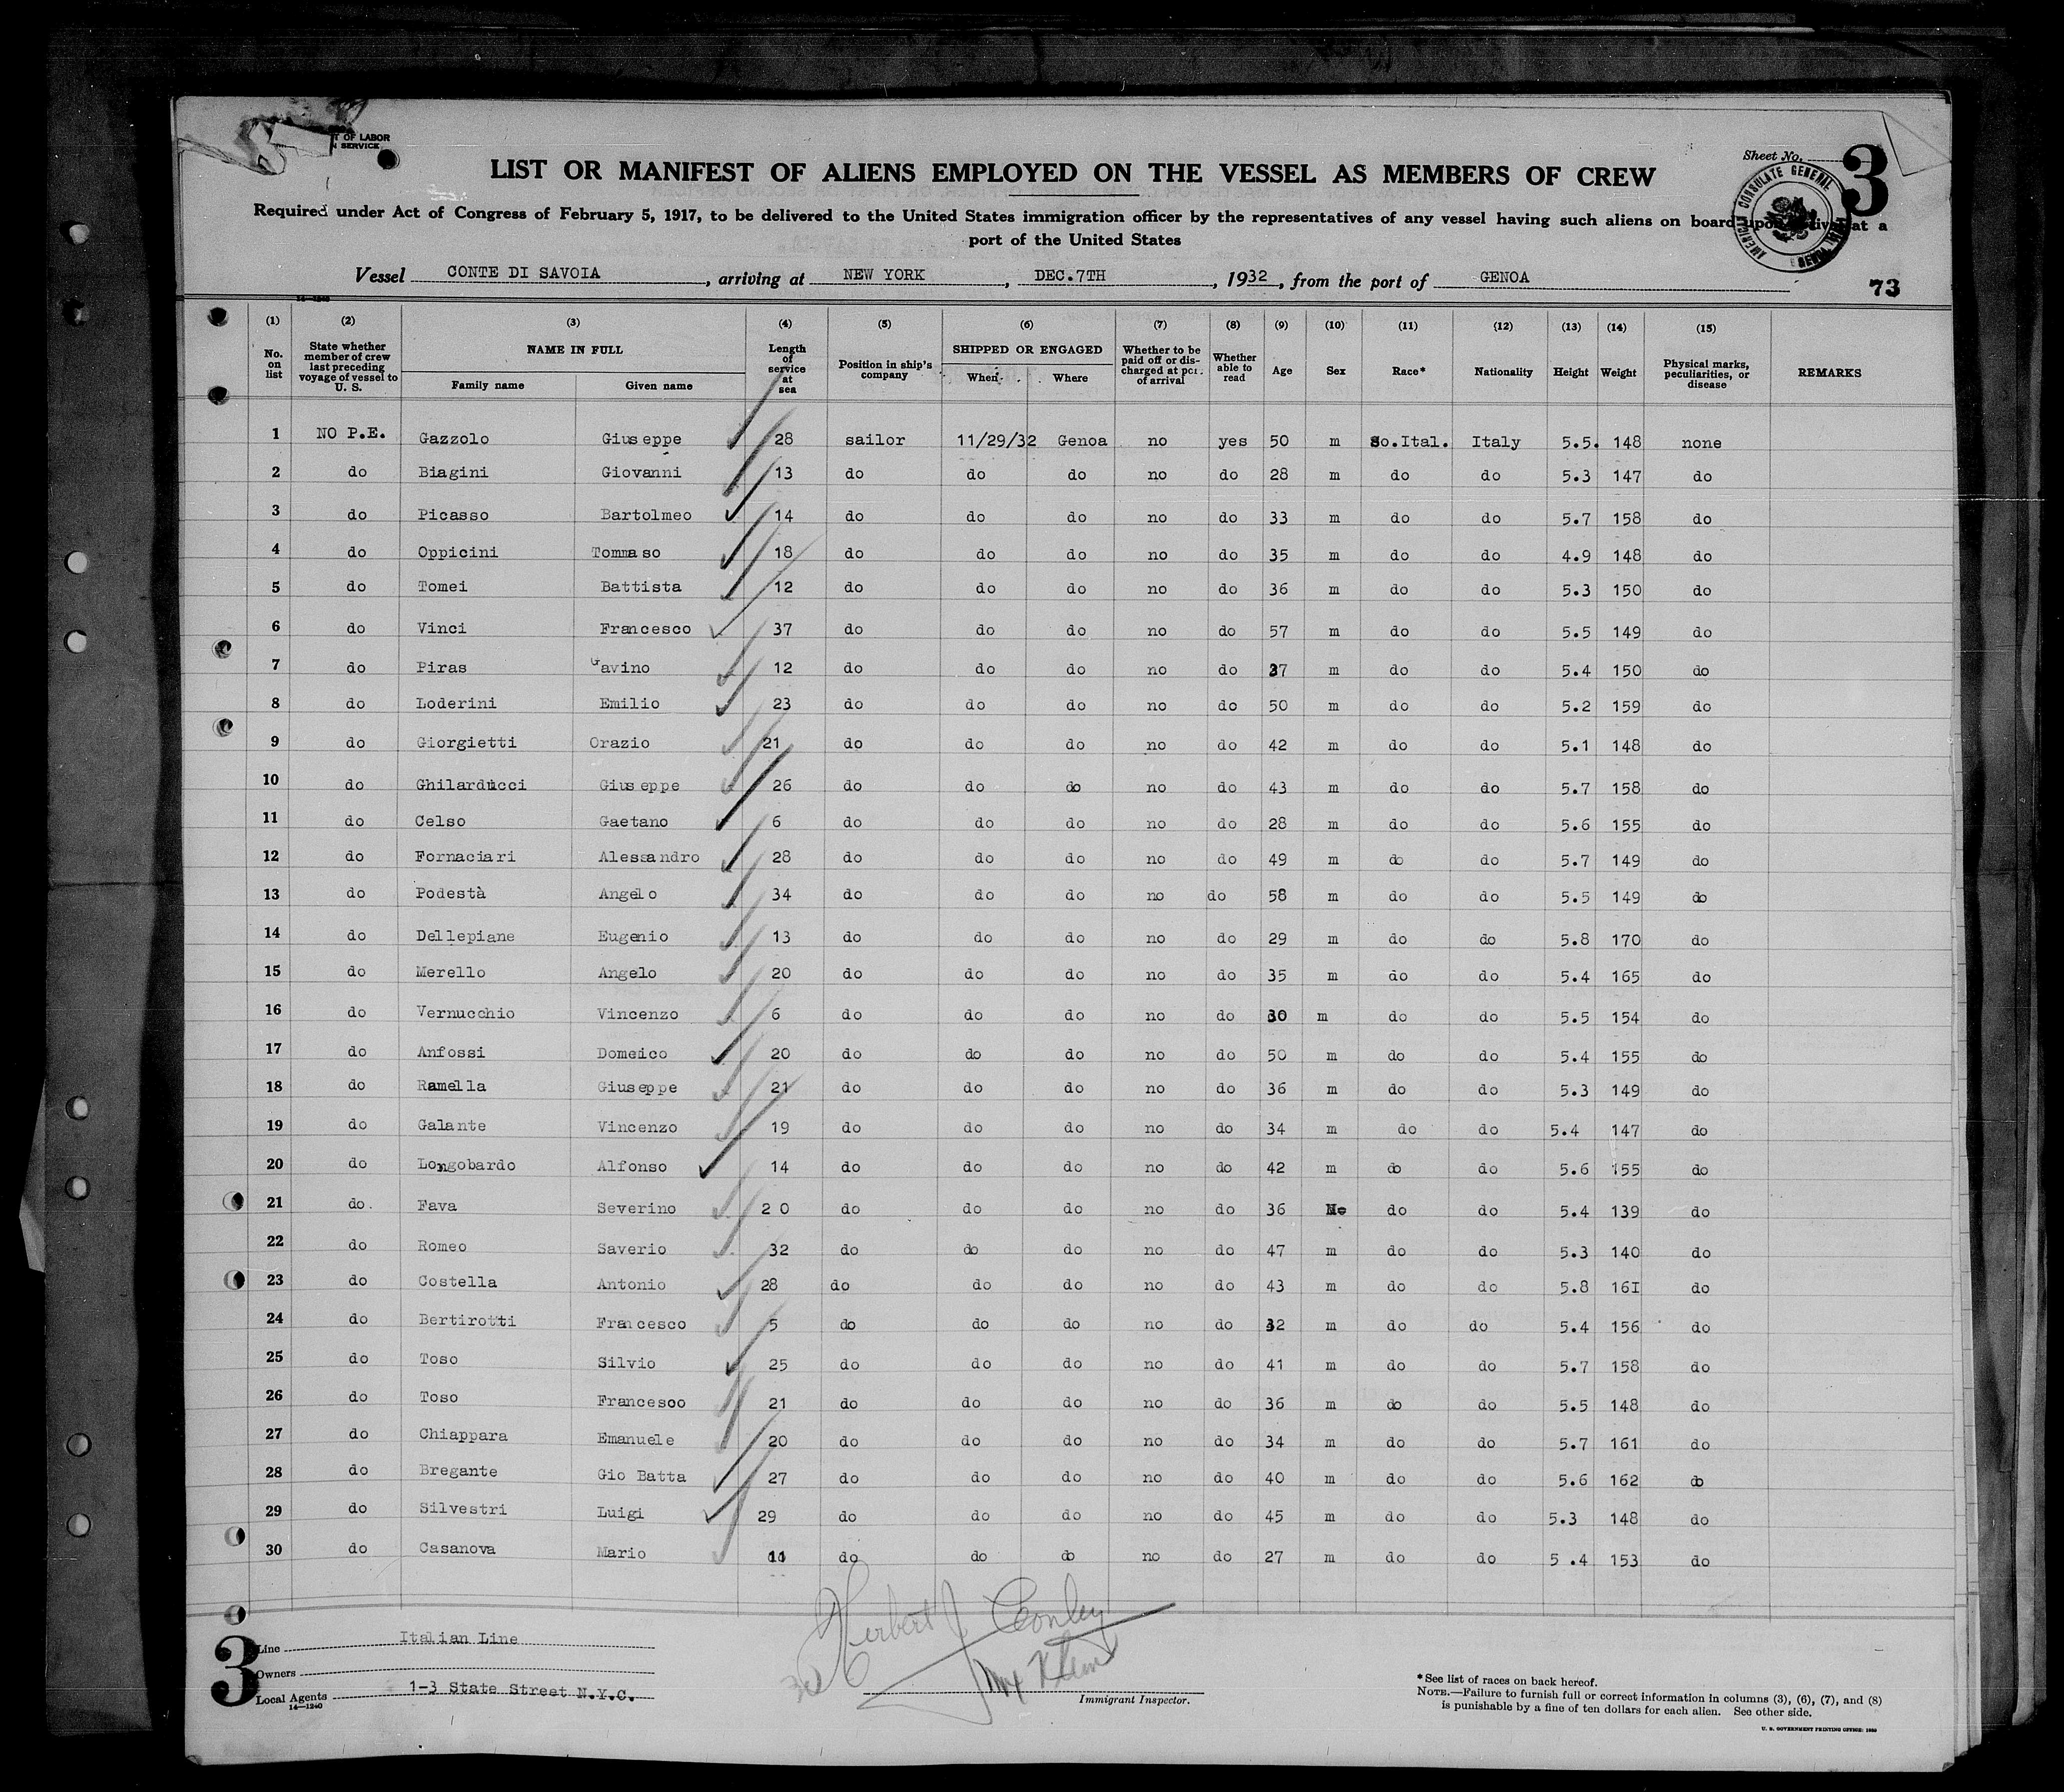 T OF LABOR
N SERVICE
Sheet No. 3
LIST OR MANIFEST OF ALIENS EMPLOYED ON THE VESSEL AS MEMBERS OF CREW
AMERICAN CONSULATE GENERAL GENOA
Required under Act of Congress of February 5, 1917, to be delivered to the United States immigration officer by the representatives of any vessel having such aliens on board upon arrival at a
port of the United States
Vessel CONTE DI SAVOIA, arriving at NEW YORK, DEC.7TH, 1932, from the port of GENOA
73
14—1240
(1) (2) (3) (4) (5) (6) (7) (8) (9) (10) (11) (12) (13) (14) (15)
No. on list State whether member of crew last preceding voyage of vessel to U. S. NAME IN FULL Family name Given name Length of service at sea Position in ship's company SHIPPED OR ENGAGED When Where Whether to be paid off or discharged at port of arrival Whether able to read Age Sex Race* Nationality Height Weight Physical marks, peculiarities, or disease REMARKS
1 NO P.E. Gazzolo Giuseppe 28 sailor 11/29/32 Genoa no yes 50 m So.Ital. Italy 5.5. 148 none
2 do Biagini Giovanni 13 do do do no do 28 m do do 5.3 147 do
3 do Picasso Bartolmeo 14 do do do no do 33 m do do 5.7 158 do
4 do Oppicini Tommaso 18 do do do no do 35 m do do 4.9 148 do
5 do Tomei Battista 12 do do do no do 36 m do do 5.3 150 do
6 do Vinci Francesco 37 do do do no do 57 m do do 5.5 149 do
7 do Piras Gavino 12 do do do no do 37 m do do 5.4 150 do
8 do Loderini Emilio 23 do do do no do 50 m do do 5.2 159 do
9 do Giorgietti Orazio 21 do do do no do 42 m do do 5.1 148 do
10 do Ghilarducci Giuseppe 26 do do do no do 43 m do do 5.7 158 do
11 do Celso Gaetano 6 do do do no do 28 m do do 5.6 155 do
12 do Fornaciari Alessandro 28 do do do no do 49 m do do 5.7 149 do
13 do Podestà Angelo 34 do do do no do 58 m do do 5.5 149 do
14 do Dellepiane Eugenio 13 do do do no do 29 m do do 5.8 170 do
15 do Merello Angelo 20 do do do no do 35 m do do 5.4 165 do
16 do Vernucchio Vincenzo 6 do do do no do 30 m do do 5.5 154 do
17 do Anfossi Domeico 20 do do do no do 50 m do do 5.4 155 do
18 do Ramella Giuseppe 21 do do do no do 36 m do do 5.3 149 do
19 do Galante Vincenzo 19 do do do no do 34 m do do 5.4 147 do
20 do Longobardo Alfonso 14 do do do no do 42 m do do 5.6 155 do
21 do. Fava Severino 20 do do do no do 36 do do 5.4 139 do
22 do Romeo Saverio 32 do do do no do 47 m do do 5.3 140 do
23 do Costella Antonio 28 do do do no do 43 m do do 5.8 161 do
24 do Bertirotti Francesco 5 do do do no do 32 m do do 5.4 156 do
25 do Toso Silvio 25 do do do no do 41 m do do 5.7 158 do
26 do Toso Francesco 21 do do do no do 36 m do do 5.5 148 do
27 do Chiappara Emanuele 20 do do do no do 34 m do do 5.7 161 do
28 do Bregante Gio Batta 27 do do do no do 40 m do do 5.6 162 do
29 do Silvestri Luigi 29 do do do no do 45 m do do 5.3 148 do
30 do Casanova Mario 11 do do do no do 27 m do do 5.4 153 do
3
Line Italian Line
Owners
Local Agents 1-3 State Street N.Y.C.
14—1240
Herbert J. Conley
Immigrant Inspector.
*See list of races on back hereof.
NOTE.—Failure to furnish full or correct information in columns (3), (6), (7), and (8)
is punishable by a fine of ten dollars for each alien. See other side.
U. S. GOVERNMENT PRINTING OFFICE: 1930